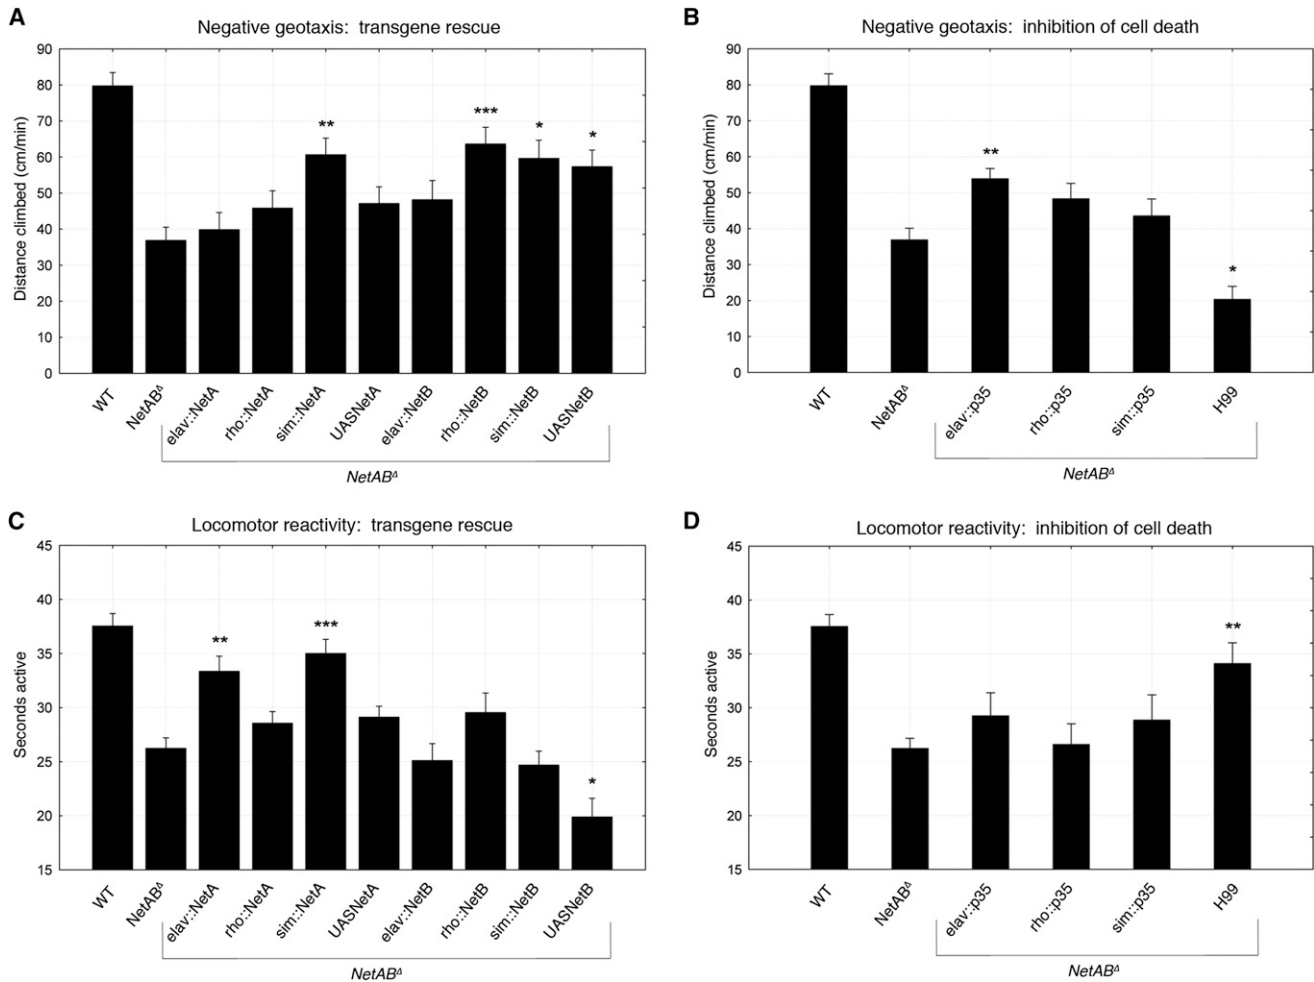 A
Negative geotaxis: transgene rescue
Distance climbed (cm/min)
90
80
70
60
50
40
30
20
10
0
**
***
*
*
WT
NetABΔ
elav::NetA
rho::NetA
sim::NetA
UASNetA
elav::NetB
rho::NetB
sim::NetB
UASNetB
NetABΔ
B
Negative geotaxis: inhibition of cell death
Distance climbed (cm/min)
90
80
70
60
50
40
30
20
10
0
**
*
WT
NetABΔ
elav::p35
rho::p35
sim::p35
H99
NetABΔ
C
Locomotor reactivity: transgene rescue
Seconds active
45
40
35
30
25
20
15
**
***
*
WT
NetABΔ
elav::NetA
rho::NetA
sim::NetA
UASNetA
elav::NetB
rho::NetB
sim::NetB
UASNetB
NetABΔ
D
Locomotor reactivity: inhibition of cell death
Seconds active
45
40
35
30
25
20
15
**
WT
NetABΔ
elav::p35
rho::p35
sim::p35
H99
NetABΔ